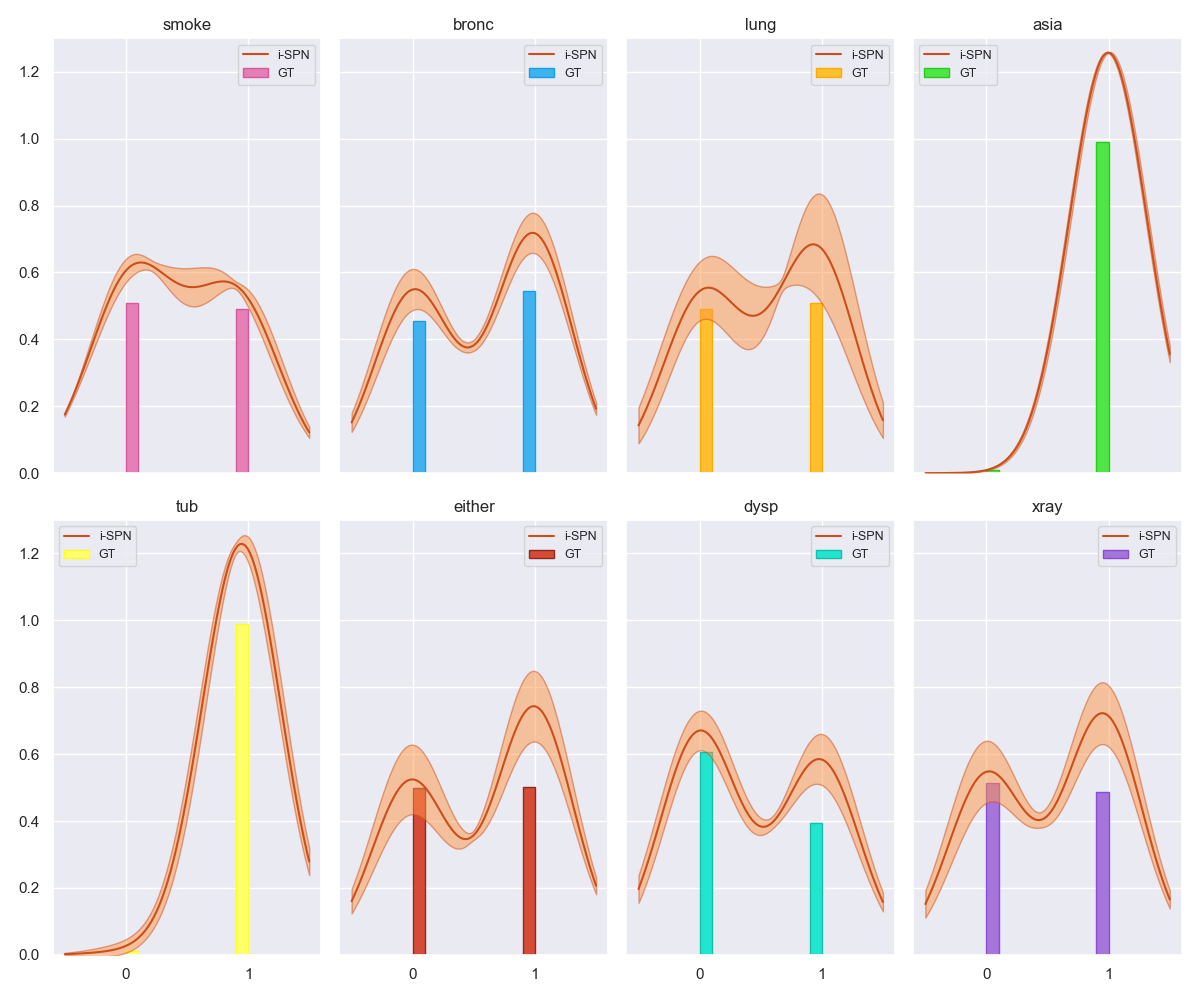 smoke bronc lung asia
i-SPN i-SPN i-SPN i-SPN
GT GT GT GT
1.2
1.0
0.8
0.6
0.4
0.2
0.0
tub either dysp xray
i-SPN i-SPN i-SPN i-SPN
GT GT GT GT
1.2
1.0
0.8
0.6
0.4
0.2
0.0
0 1 0 1 0 1 0 1